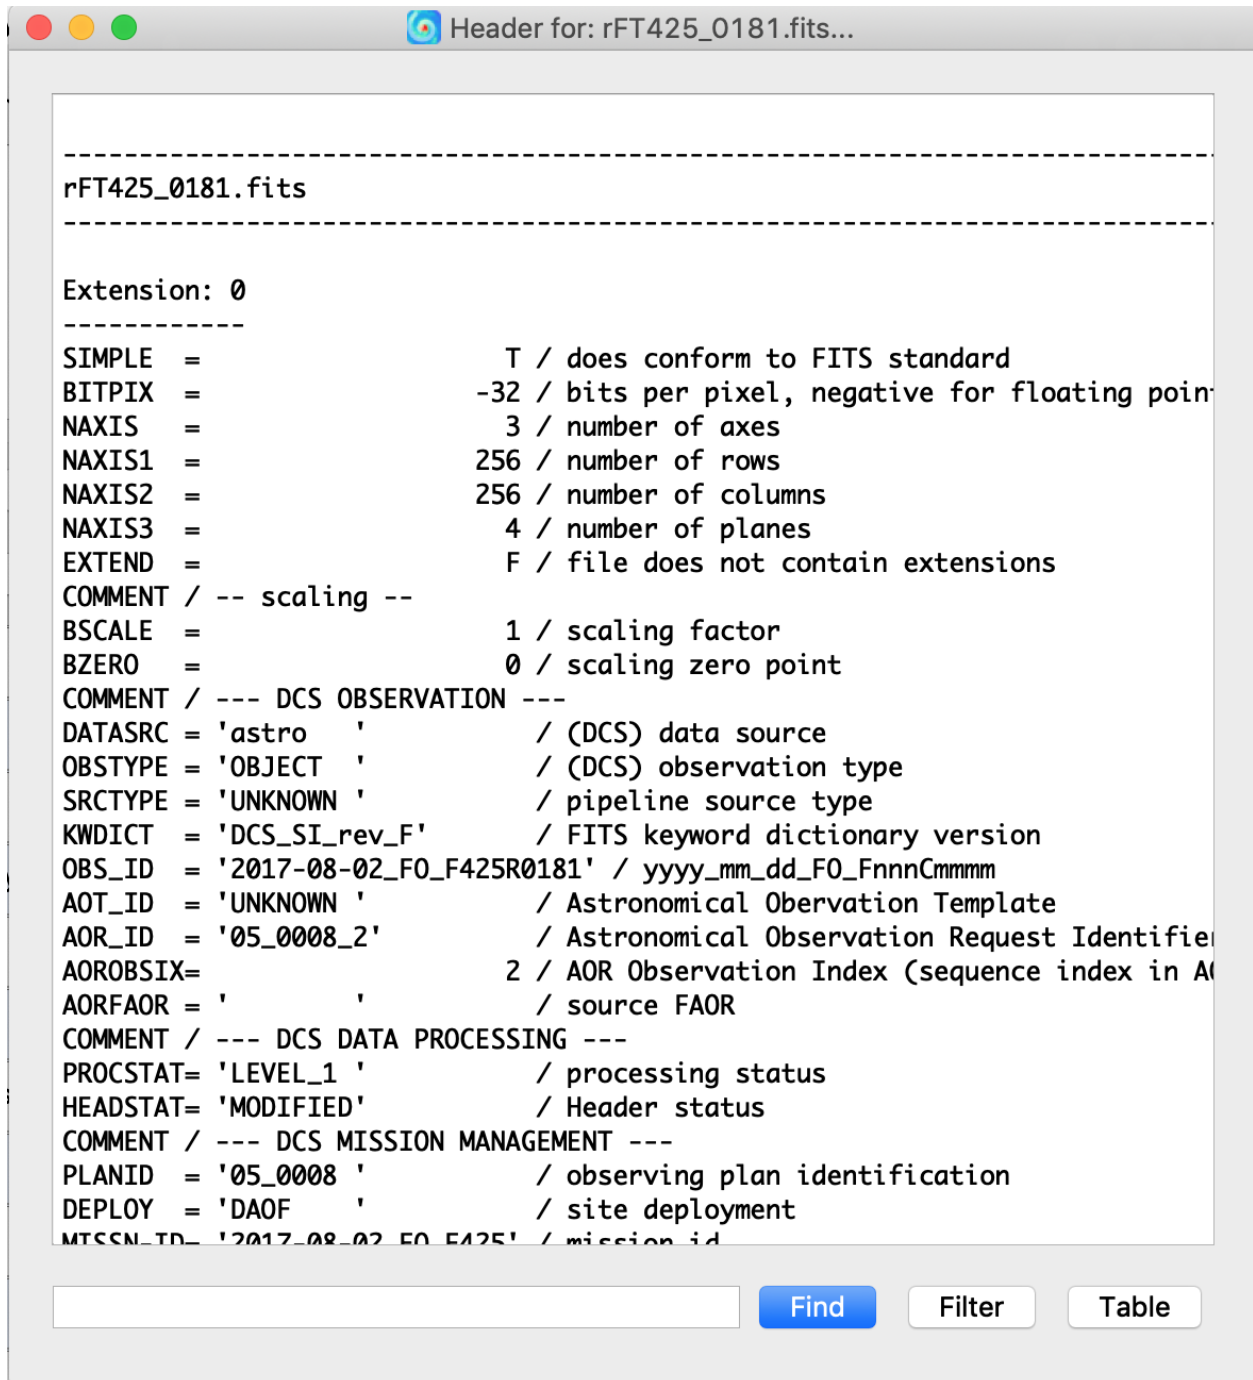 Header for: rFT425_0181.fits...
--------------------------------------------------------------------------------
rFT425_0181.fits
--------------------------------------------------------------------------------
Extension: 0
------------
SIMPLE  =                    T / does conform to FITS standard
BITPIX  =                  -32 / bits per pixel, negative for floating poin
NAXIS   =                    3 / number of axes
NAXIS1  =                  256 / number of rows
NAXIS2  =                  256 / number of columns
NAXIS3  =                    4 / number of planes
EXTEND  =                    F / file does not contain extensions
COMMENT / -- scaling --
BSCALE  =                    1 / scaling factor
BZERO   =                    0 / scaling zero point
COMMENT / --- DCS OBSERVATION ---
DATASRC = 'astro   '           / (DCS) data source
OBSTYPE = 'OBJECT  '           / (DCS) observation type
SRCTYPE = 'UNKNOWN '           / pipeline source type
KWDICT  = 'DCS_SI_rev_F'       / FITS keyword dictionary version
OBS_ID  = '2017-08-02_FO_F425R0181' / yyyy_mm_dd_FO_FnnnCmmmm
AOT_ID  = 'UNKNOWN '           / Astronomical Obervation Template
AOR_ID  = '05_0008_2'          / Astronomical Observation Request Identifie
AOROBSIX=                    2 / AOR Observation Index (sequence index in A
AORFAOR = '        '           / source FAOR
COMMENT / --- DCS DATA PROCESSING ---
PROCSTAT= 'LEVEL_1 '           / processing status
HEADSTAT= 'MODIFIED'           / Header status
COMMENT / --- DCS MISSION MANAGEMENT ---
PLANID  = '05_0008 '           / observing plan identification
DEPLOY  = 'DAOF    '           / site deployment
MISSN-ID= '2017-08-02_FO_F425' / mission id
Find Filter Table